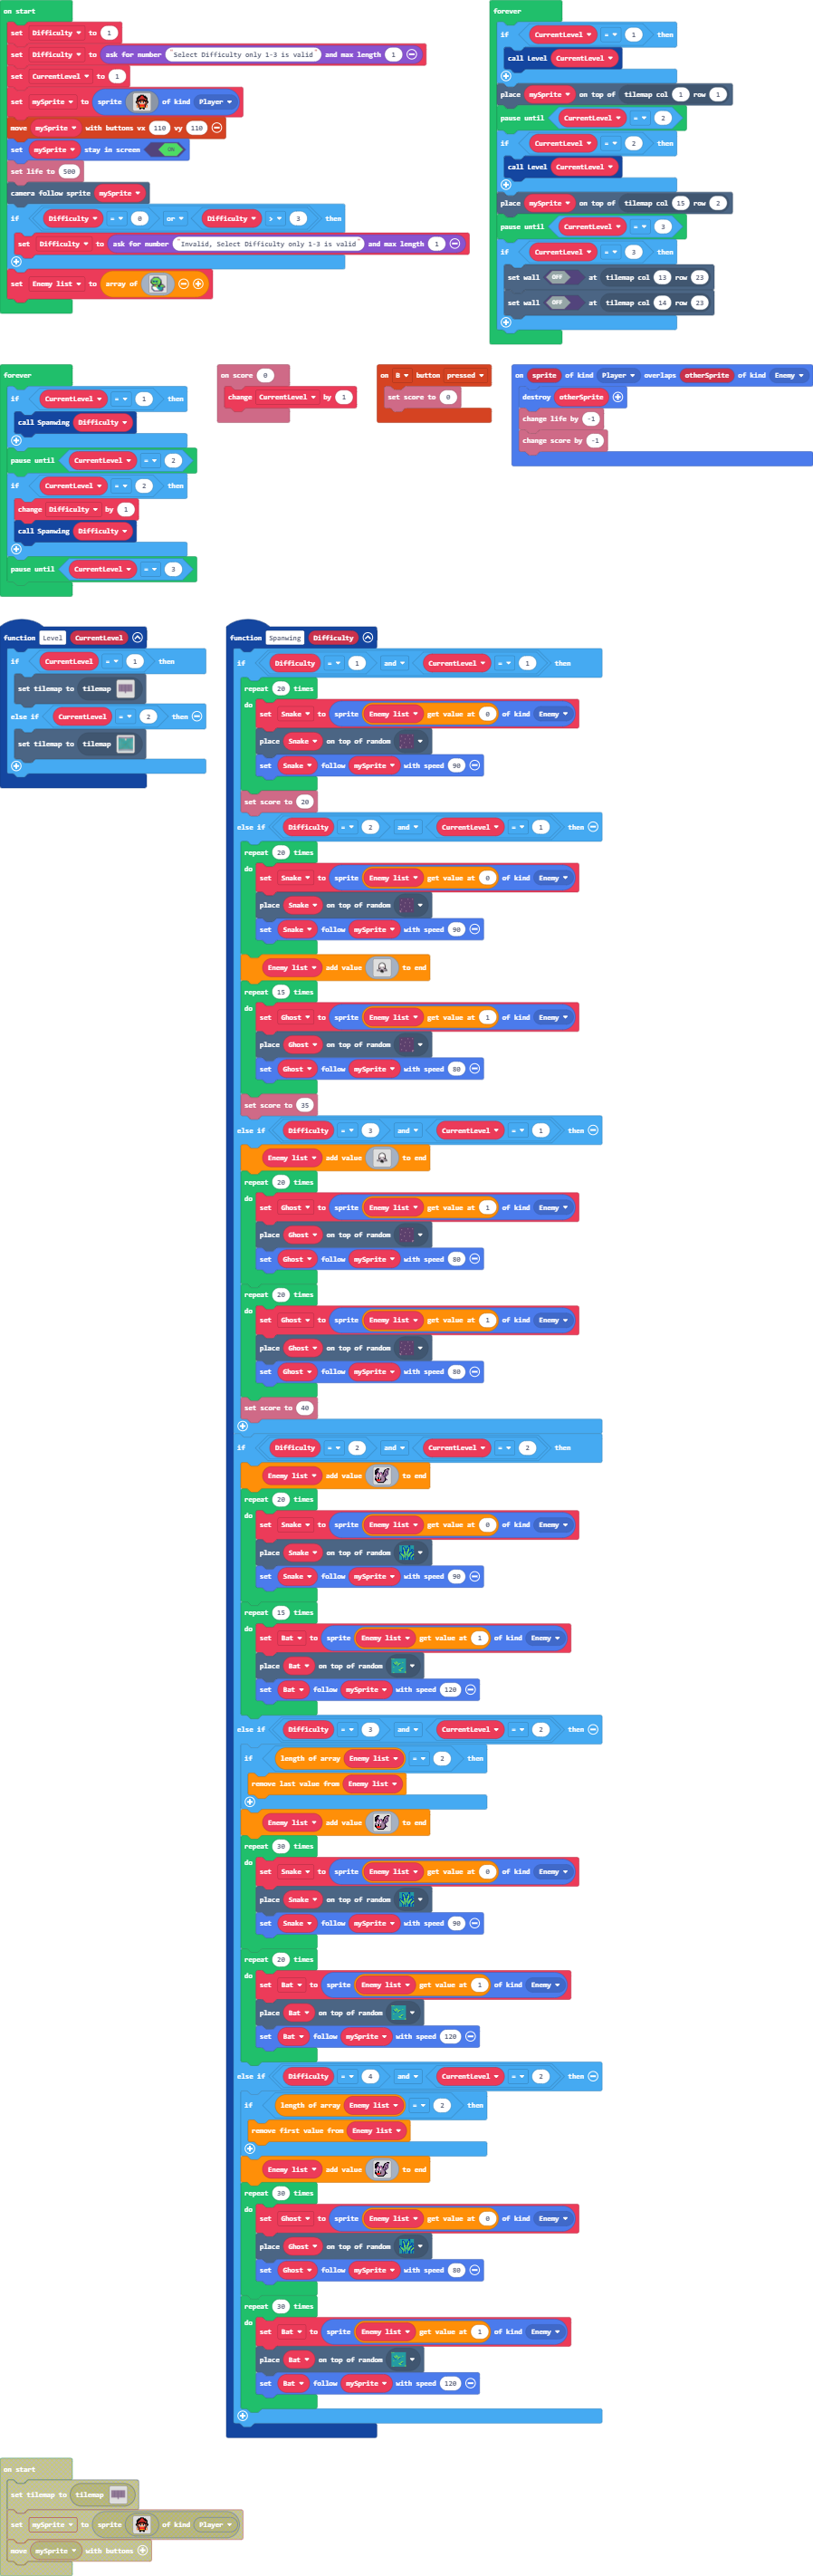 on start
set Difficulty to 1
set Difficulty to ask for number "Select Difficulty only 1-3 is valid" and max length 1
set CurrentLevel to 1
set mySprite to sprite of kind Player
move mySprite with buttons vx 110 vy 110
set mySprite stay in screen ON
set life to 500
camera follow sprite mySprite
if Difficulty = 0 or Difficulty > 3 then
set Difficulty to ask for number "Invalid, Select Difficulty only 1-3 is valid" and max length 1
set Enemy list to array of
forever
if CurrentLevel = 1 then
call Level CurrentLevel
place mySprite on top of tilemap col 1 row 1
pause until CurrentLevel = 2
if CurrentLevel = 2 then
call Level CurrentLevel
place mySprite on top of tilemap col 15 row 2
pause until CurrentLevel = 3
if CurrentLevel = 3 then
set wall OFF at tilemap col 13 row 23
set wall OFF at tilemap col 14 row 23
forever
if CurrentLevel = 1 then
call Spanwing Difficulty
pause until CurrentLevel = 2
if CurrentLevel = 2 then
change Difficulty by 1
call Spanwing Difficulty
pause until CurrentLevel = 3
on score 0
change CurrentLevel by 1
on B button pressed
set score to 0
on sprite of kind Player overlaps otherSprite of kind Enemy
destroy otherSprite
change life by -1
change score by -1
function Level CurrentLevel
if CurrentLevel = 1 then
set tilemap to tilemap
else if CurrentLevel = 2 then
set tilemap to tilemap
function Spanwing Difficulty
if Difficulty = 1 and CurrentLevel = 1 then
repeat 20 times
do set Snake to sprite Enemy list get value at 0 of kind Enemy
place Snake on top of random
set Snake follow mySprite with speed 90
set score to 20
else if Difficulty = 2 and CurrentLevel = 1 then
repeat 20 times
do set Snake to sprite Enemy list get value at 0 of kind Enemy
place Snake on top of random
set Snake follow mySprite with speed 90
Enemy list add value to end
repeat 15 times
do set Ghost to sprite Enemy list get value at 1 of kind Enemy
place Ghost on top of random
set Ghost follow mySprite with speed 80
set score to 35
else if Difficulty = 3 and CurrentLevel = 1 then
Enemy list add value to end
repeat 20 times
do set Ghost to sprite Enemy list get value at 1 of kind Enemy
place Ghost on top of random
set Ghost follow mySprite with speed 80
repeat 20 times
do set Ghost to sprite Enemy list get value at 1 of kind Enemy
place Ghost on top of random
set Ghost follow mySprite with speed 80
set score to 40
if Difficulty = 2 and CurrentLevel = 2 then
Enemy list add value to end
repeat 20 times
do set Snake to sprite Enemy list get value at 0 of kind Enemy
place Snake on top of random
set Snake follow mySprite with speed 90
repeat 15 times
do set Bat to sprite Enemy list get value at 1 of kind Enemy
place Bat on top of random
set Bat follow mySprite with speed 120
else if Difficulty = 3 and CurrentLevel = 2 then
if length of array Enemy list = 2 then
remove last value from Enemy list
Enemy list add value to end
repeat 30 times
do set Snake to sprite Enemy list get value at 0 of kind Enemy
place Snake on top of random
set Snake follow mySprite with speed 90
repeat 20 times
do set Bat to sprite Enemy list get value at 1 of kind Enemy
place Bat on top of random
set Bat follow mySprite with speed 120
else if Difficulty = 4 and CurrentLevel = 2 then
if length of array Enemy list = 2 then
remove first value from Enemy list
Enemy list add value to end
repeat 30 times
do set Ghost to sprite Enemy list get value at 0 of kind Enemy
place Ghost on top of random
set Ghost follow mySprite with speed 80
repeat 30 times
do set Bat to sprite Enemy list get value at 1 of kind Enemy
place Bat on top of random
set Bat follow mySprite with speed 120
on start
set tilemap to tilemap
set mySprite to sprite of kind Player
move mySprite with buttons